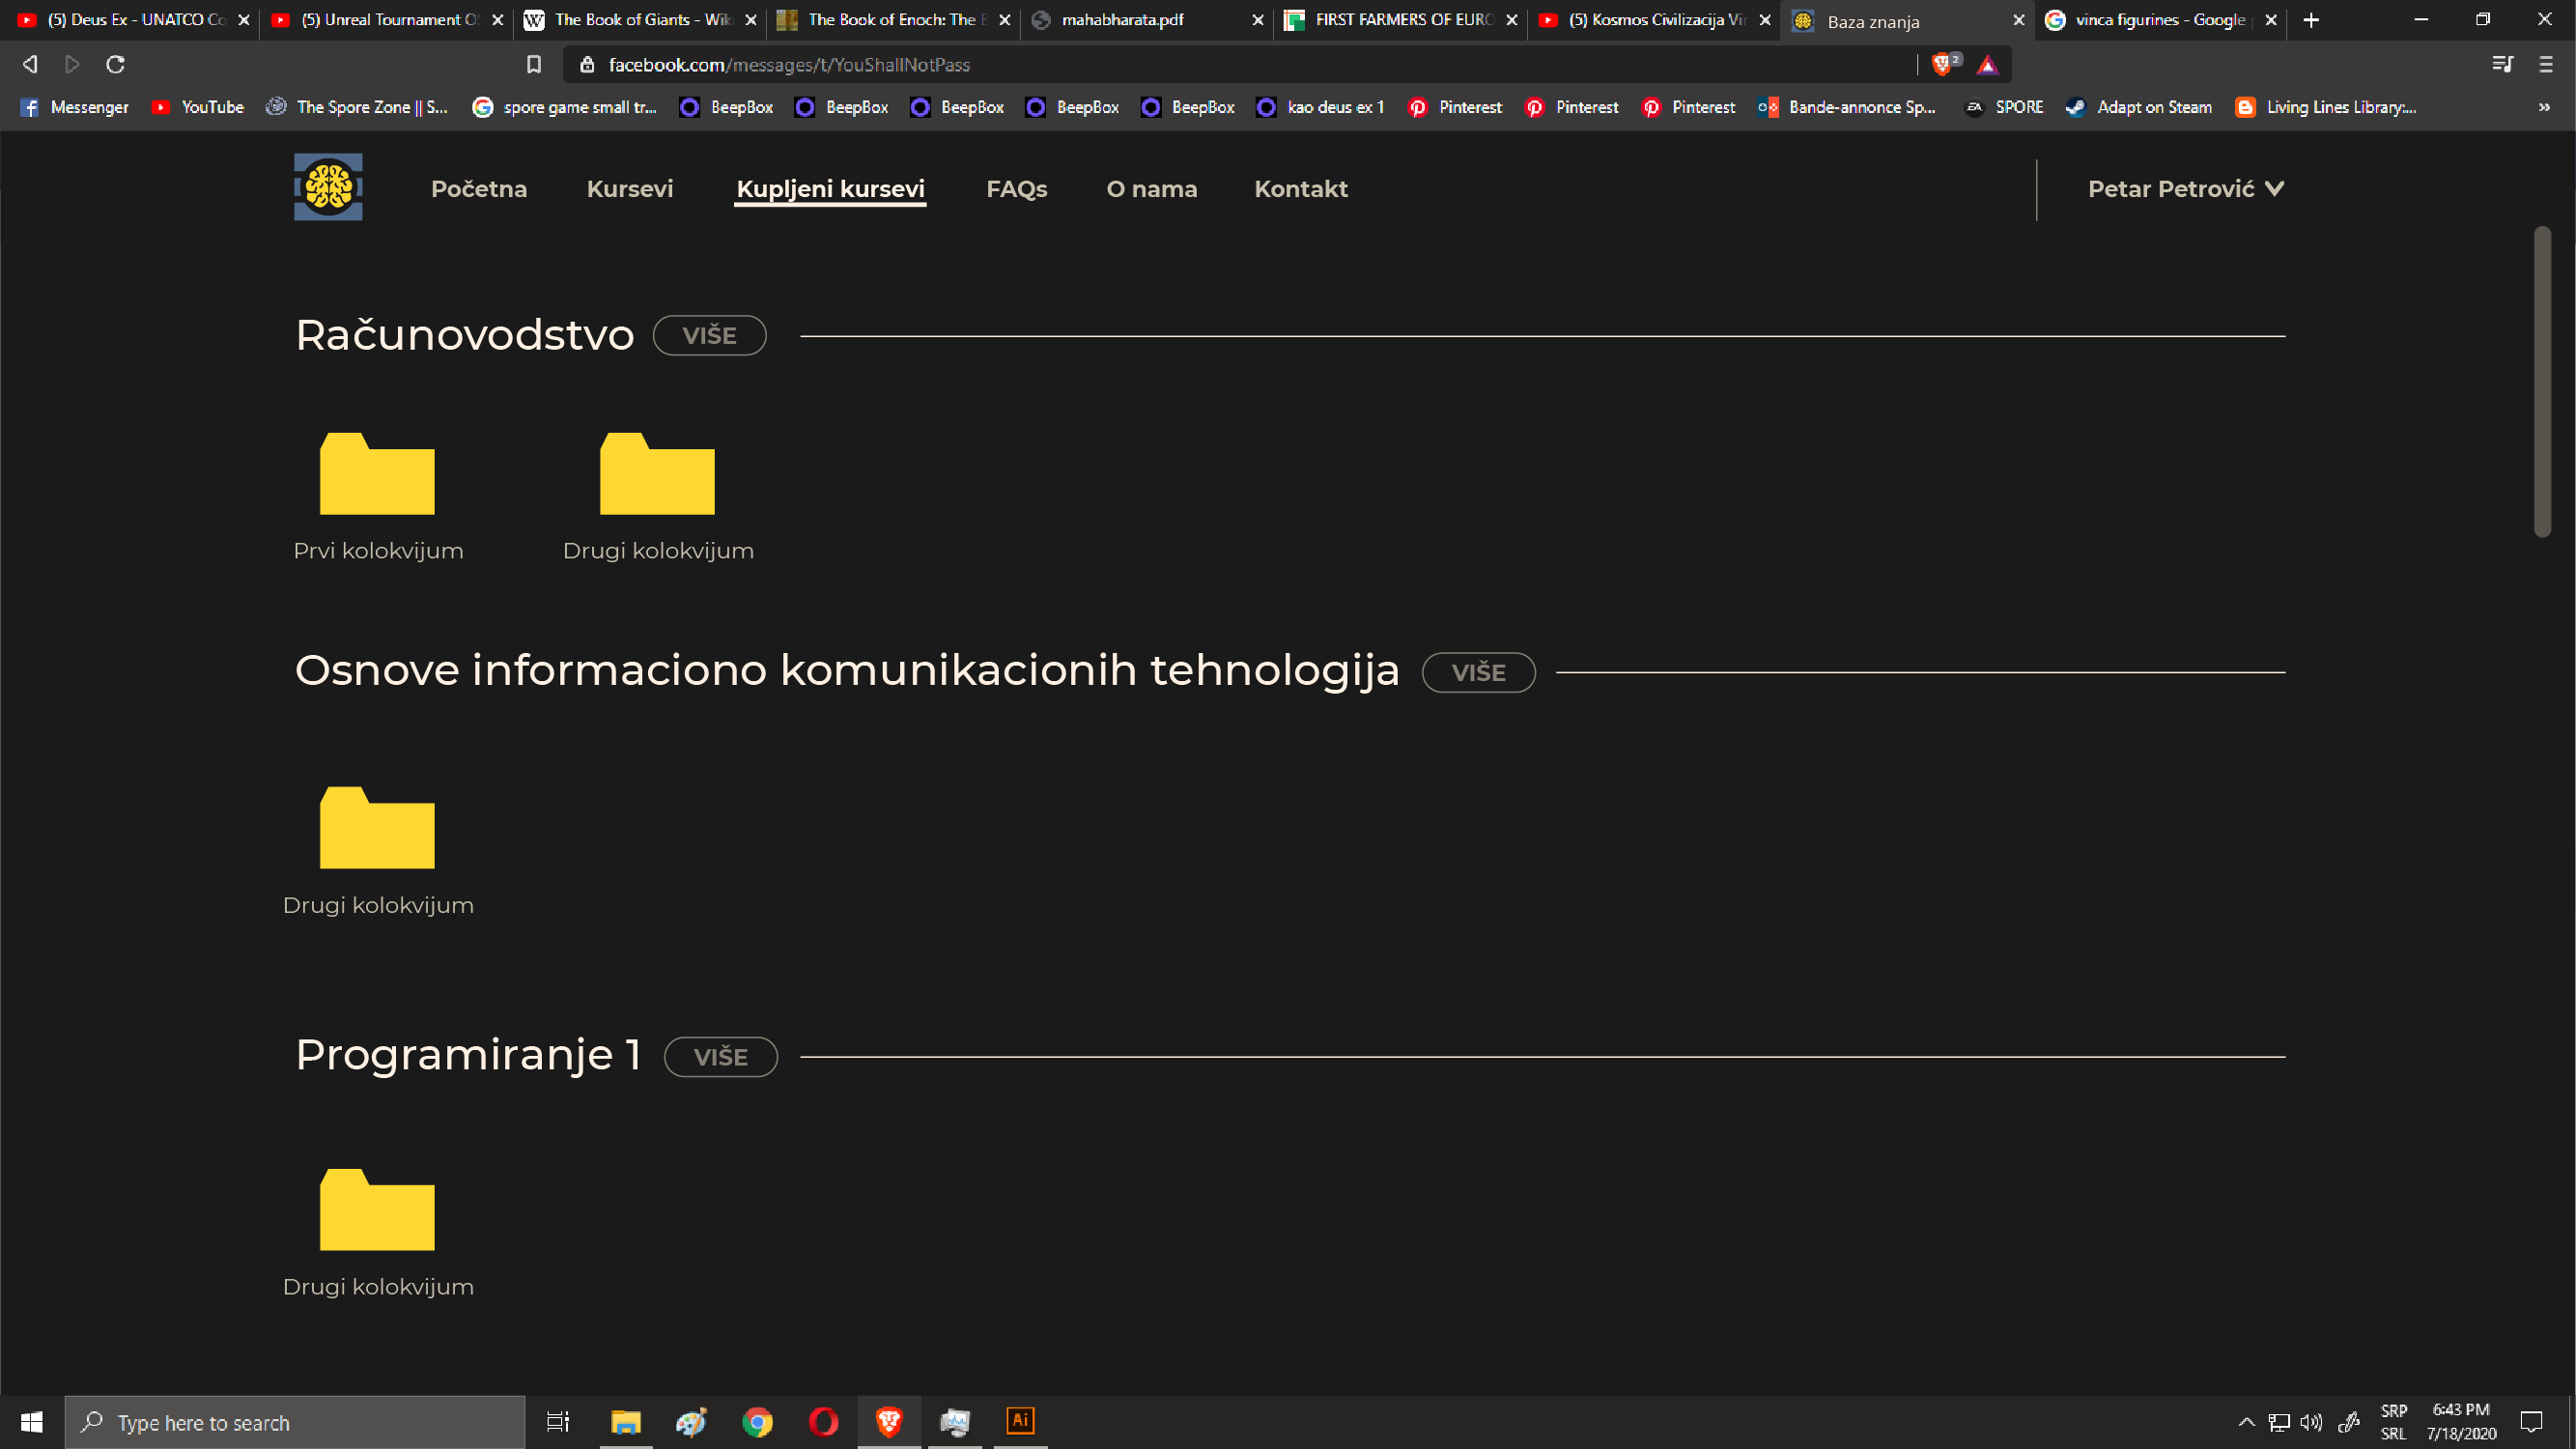 (5) Deus Ex - UNATCO Co (5) Unreal Tournament O The Book of Giants - Wik The Book of Enoch: The B mahabharata.pdf FIRST FARMERS OF EURO (5) Kosmos Civilizacija Vin Baza znanja vinca figurines - Google
facebook.com/messages/t/YouShallNotPass 2
Messenger YouTube The Spore Zone || S... spore game small tr... BeepBox BeepBox BeepBox BeepBox BeepBox kao deus ex 1 Pinterest Pinterest Pinterest Bande-annonce Sp... SPORE Adapt on Steam Living Lines Library:...
Početna Kursevi Kupljeni kursevi FAQs O nama Kontakt Petar Petrović
Računovodstvo VIŠE
Prvi kolokvijum Drugi kolokvijum
Osnove informaciono komunikacionih tehnologija VIŠE
Drugi kolokvijum
Programiranje 1 VIŠE
Drugi kolokvijum
Type here to search Ai SRP 6:43 PM
SRL 7/18/2020